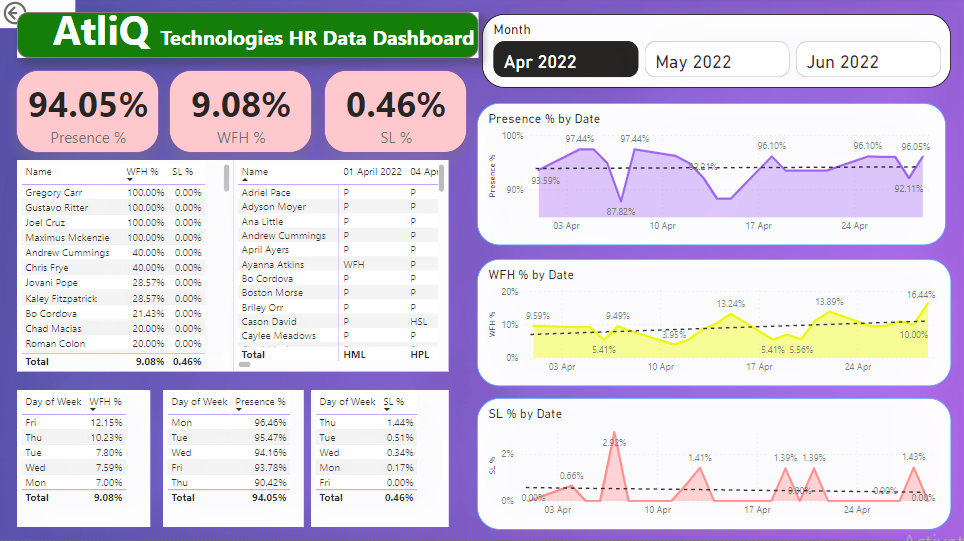 AtliQ Technologies HR Data Dashboard
Month
Apr 2022 May 2022 Jun 2022
94.05% 9.08% 0.46%
Presence % WFH % SL %
Name WFH % SL %
Gregory Carr 100.00% 0.00%
Gustavo Ritter 100.00% 0.00%
Joel Cruz 100.00% 0.00%
Maximus Mckenzie 100.00% 0.00%
Andrew Cummings 40.00% 0.00%
Chris Frye 40.00% 0.00%
Jovani Pope 28.57% 0.00%
Kaley Fitzpatrick 28.57% 0.00%
Bo Cordova 21.43% 0.00%
Chad Macias 20.00% 0.00%
Roman Colon 20.00% 0.00%
Total 9.08% 0.46%
Name 01 April 2022 04 Apr
Adriel Pace P P
Adyson Moyer P P
Ana Little P P
Andrew Cummings P P
April Ayers P P
Ayanna Atkins WFH P
Bo Cordova P P
Boston Morse P P
Briley Orr P P
Cason David P HSL
Caylee Meadows P P
Total HML HPL
Day of Week WFH %
Fri 12.15%
Thu 10.23%
Tue 7.80%
Wed 7.59%
Mon 7.00%
Total 9.08%
Day of Week Presence %
Mon 96.46%
Tue 95.47%
Wed 94.16%
Fri 93.78%
Thu 90.42%
Total 94.05%
Day of Week SL %
Thu 1.44%
Tue 0.51%
Wed 0.34%
Mon 0.17%
Fri 0.00%
Total 0.46%
Presence % by Date
Presence %
100%
90%
93.59% 97.44% 87.82% 97.44% 96.10% 96.10% 92.11% 96.05%
03 Apr 10 Apr 17 Apr 24 Apr
WFH % by Date
WFH %
20%
10%
0%
9.59% 5.41% 9.49% 3.95% 13.24% 5.41% 5.56% 13.89% 10.00% 16.44%
03 Apr 10 Apr 17 Apr 24 Apr
SL % by Date
SL %
2%
0%
0.00% 0.66% 2.92% 1.41% 1.39% 0.00% 1.39% 0.00% 1.43% 0.00%
03 Apr 10 Apr 17 Apr 24 Apr